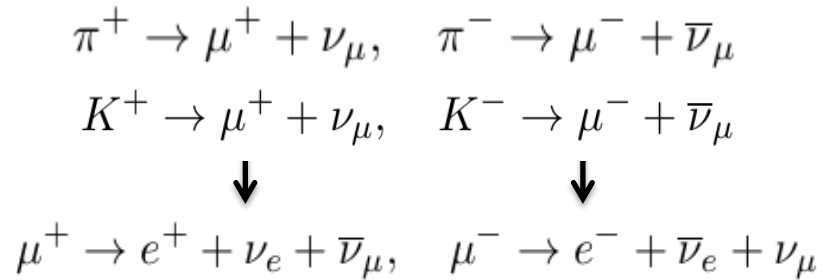 π⁺ → μ⁺ + ν_μ, π⁻ → μ⁻ + ν̅_μ
K⁺ → μ⁺ + ν_μ, K⁻ → μ⁻ + ν̅_μ
↓ ↓
μ⁺ → e⁺ + ν_e + ν̅_μ, μ⁻ → e⁻ + ν̅_e + ν_μ